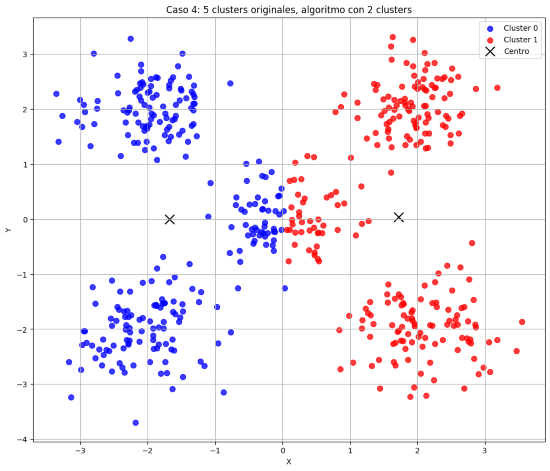 Caso 4: 5 clusters originales, algoritmo con 2 clusters
Cluster 0
Cluster 1
Centro
3
2
1
0
−1
−2
−3
−4
Y
−3
−2
−1
0
1
2
3
X